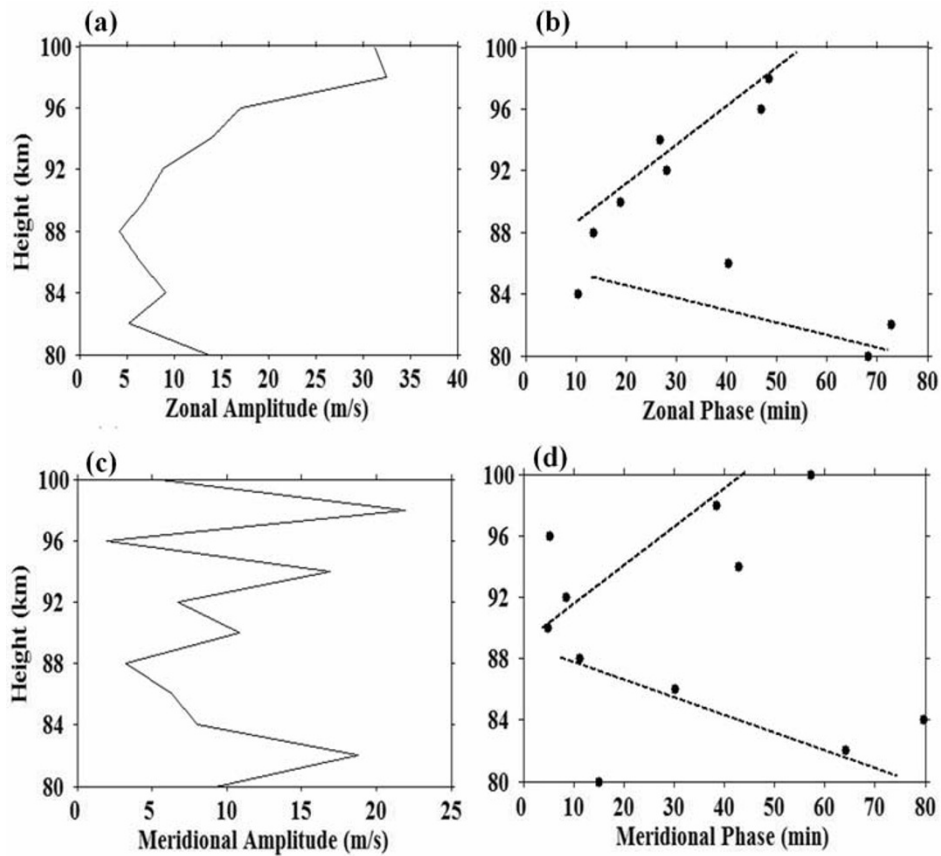 (a)
100
96
92
88
84
80
Height (km)
0 5 10 15 20 25 30 35 40
Zonal Amplitude (m/s)
(b)
100
96
92
88
84
80
0 10 20 30 40 50 60 70 80
Zonal Phase (min)
(c)
100
96
92
88
84
80
Height (km)
0 5 10 15 20 25
Meridional Amplitude (m/s)
(d)
100
96
92
88
84
80
0 10 20 30 40 50 60 70 80
Meridional Phase (min)